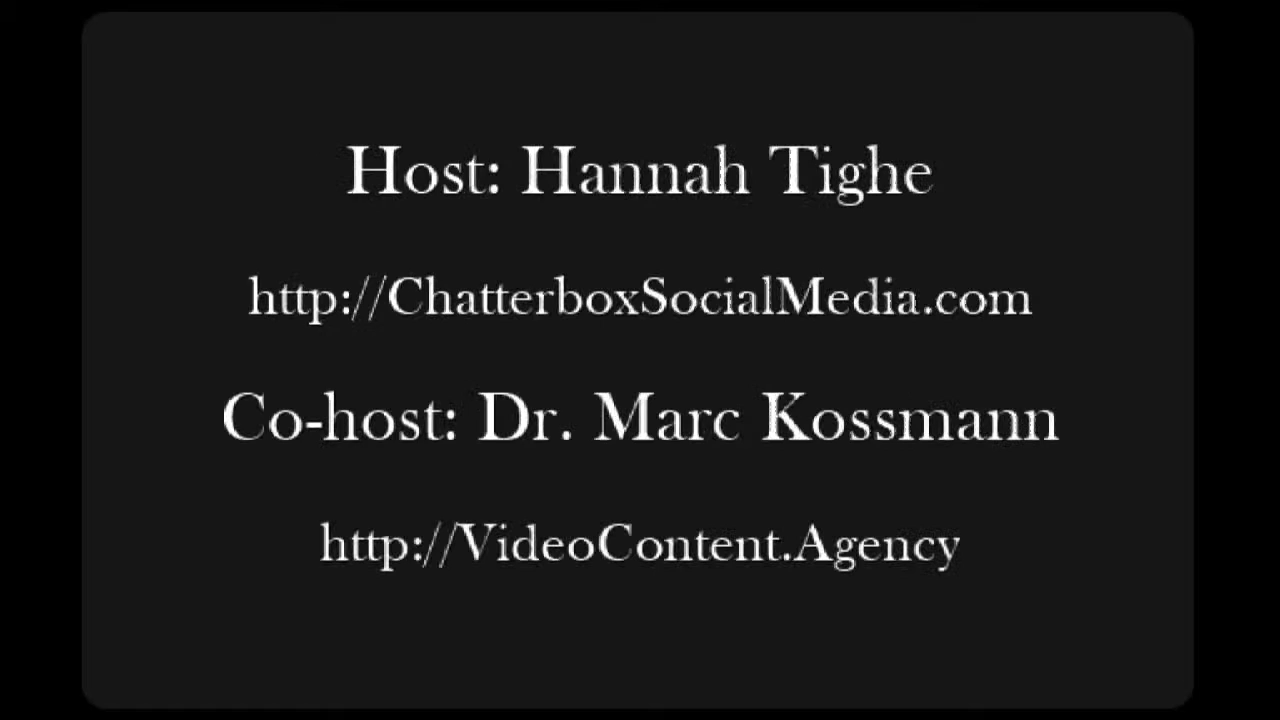 Host: Hannah Tighe
http://ChatterboxSocialMedia.com
Co-host: Dr. Marc Kossmann
http://VideoContent.Agency